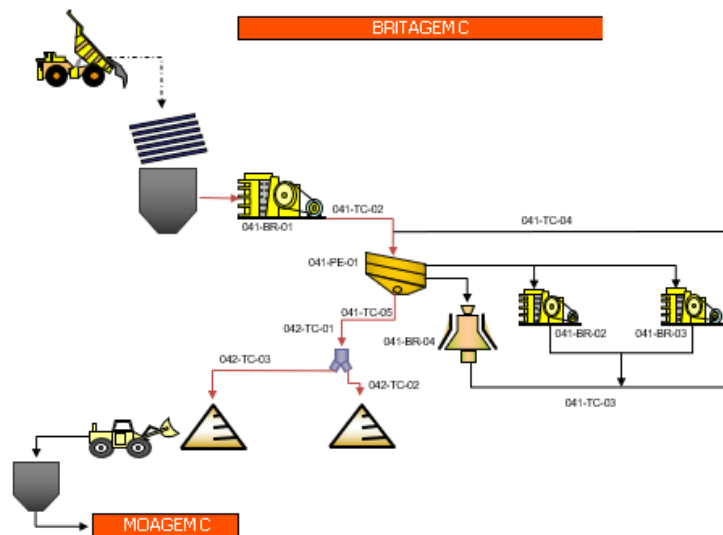 BRITAGEM C
041-TC-02
041-TC-04
041-BR-01
041-PE-01
041-TC-05
042-TC-01
041-BR-02
041-BR-03
041-BR-04
042-TC-03
042-TC-02
041-TC-03
MOAGEM C